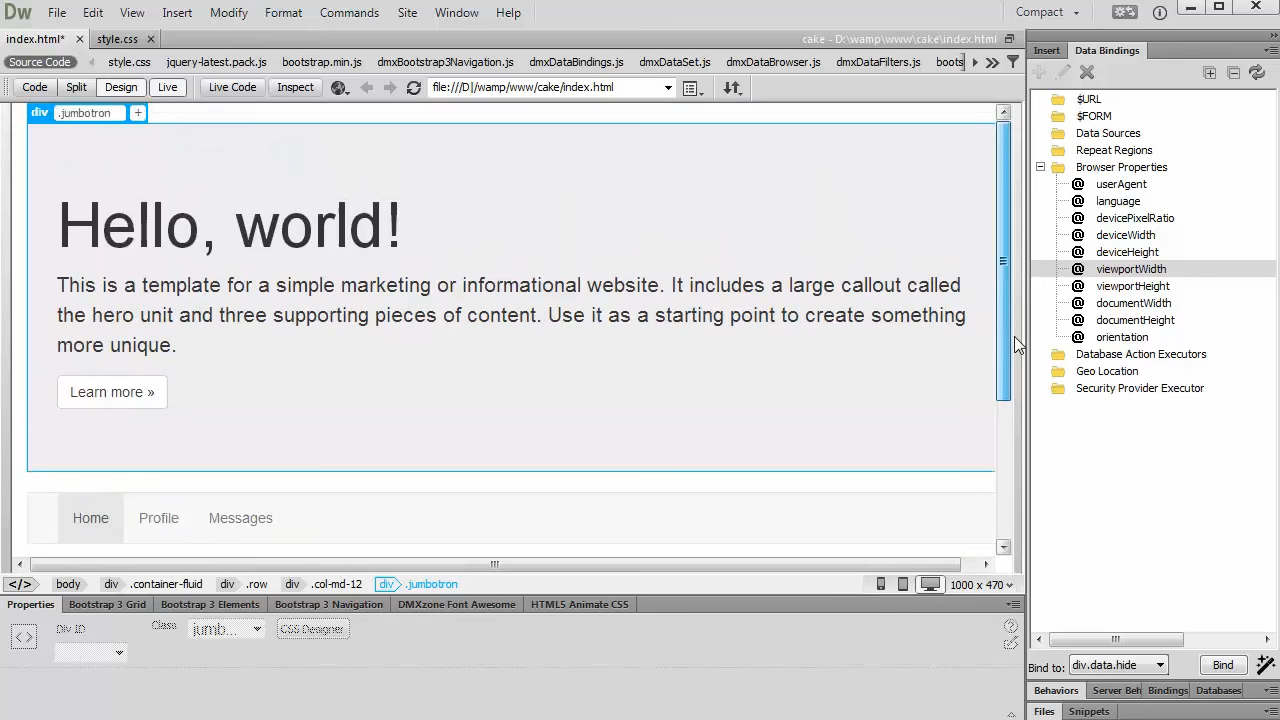 Dw File Edit View Insert Modify Format Commands Site Window Help Compact
index.html* style.css cake - D:\wamp\www\cake\index.html
Source Code style.css jquery-latest.pack.js bootstrap.min.js dmxBootstrap3Navigation.js dmxDataBindings.js dmxDataSet.js dmxDataBrowser.js dmxDataFilters.js boots
Code Split Design Live Live Code Inspect file:///D|/wamp/www/cake/index.html
div .jumbotron +
Hello, world!
This is a template for a simple marketing or informational website. It includes a large callout called
the hero unit and three supporting pieces of content. Use it as a starting point to create something
more unique.
Learn more »
Home Profile Messages
</> body div .container-fluid div .row div .col-md-12 div .jumbotron 1000 x 470
Properties Bootstrap 3 Grid Bootstrap 3 Elements Bootstrap 3 Navigation DMXzone Font Awesome HTML5 Animate CSS
Div ID Class jumb... CSS Designer
Insert Data Bindings
$URL
$FORM
Data Sources
Repeat Regions
Browser Properties
userAgent
language
devicePixelRatio
deviceWidth
deviceHeight
viewportWidth
viewportHeight
documentWidth
documentHeight
orientation
Database Action Executors
Geo Location
Security Provider Executor
Bind to: div.data.hide Bind
Behaviors Server Beh Bindings Databases
Files Snippets